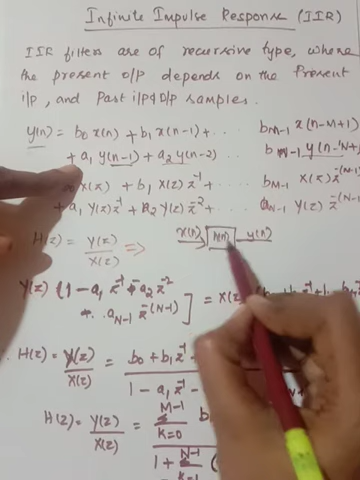 Infinite Impulse Response (IIR)
IIR filters are of recursive type, where
the present o/p depends on the Present
i/p, and Past i/p & o/p samples.
y(n) = b0 x(n) + b1 x(n-1) + ... bM-1 x(n-M+1)
+ a1 y(n-1) + a2 y(n-2) ...
X(z) + b1 X(z) z^-1 + ... bM-1 X(z) z^-(N-1)
+ a1 Y(z) z^-1 + a2 Y(z) z^-2 + ... aN-1 Y(z) z^-(N-1)
H(z) = Y(z)/X(z) => x(n) h(n) y(n)
Y(z) [1 - a1 z^-1 - a2 z^-2
... aN-1 z^-(N-1)] = X(z)
H(z) = Y(z)/X(z) = b0 + b1 z^-1
1 - a1 z^-1 -
H(z) = Y(z)/X(z) = M-1 Σ k=0
1 + N-1 Σ